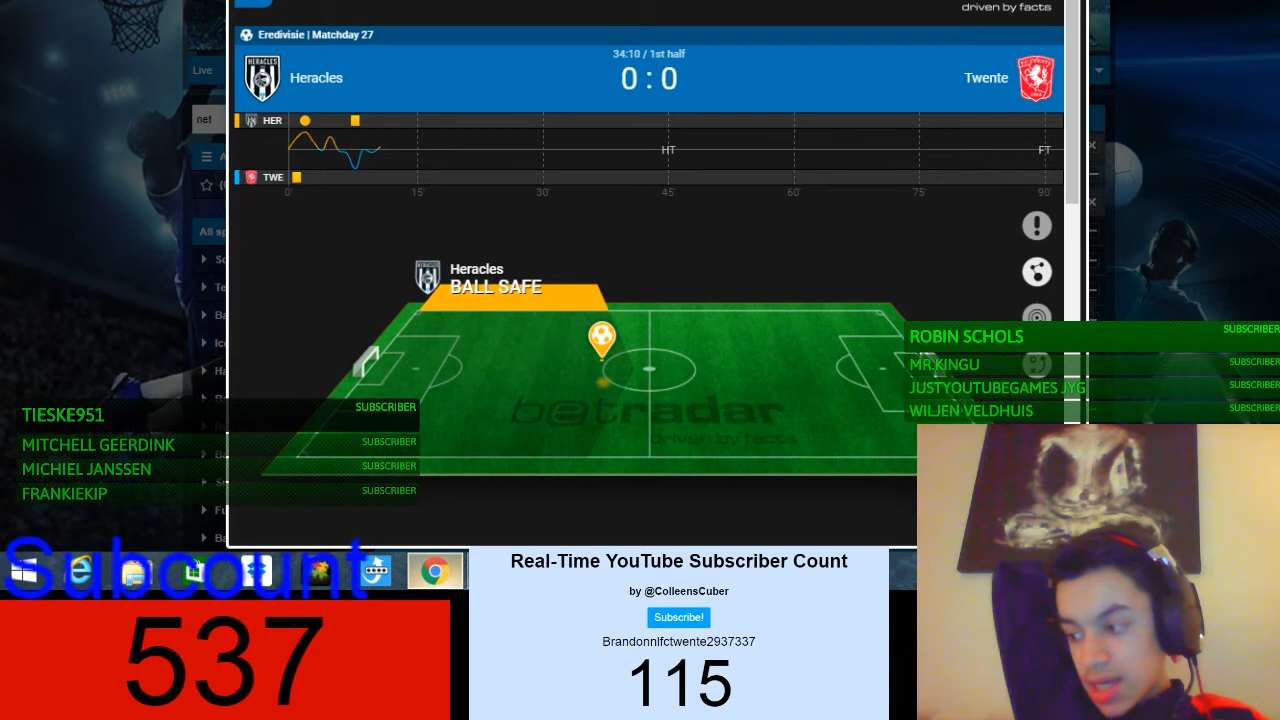 driven by facts
Eredivisie | Matchday 27
34:10 / 1st half
HERACLES
Heracles
0 : 0
Twente
Live
net
HER
HT
FT
TWE
0' 15' 30' 45' 60' 75' 90'
All sp
Heracles
BALL SAFE
betradar
driven by facts
ROBIN SCHOLS SUBSCRIBER
MR.KINGU SUBSCRIBER
JUSTYOUTUBEGAMES JYG SUBSCRIBER
WILJEN VELDHUIS SUBSCRIBER
TIESKE951 SUBSCRIBER
MITCHELL GEERDINK SUBSCRIBER
MICHIEL JANSSEN SUBSCRIBER
FRANKIEKIP SUBSCRIBER
Subcount
537
Real-Time YouTube Subscriber Count
by @ColleensCuber
Subscribe!
Brandonnlfctwente2937337
115